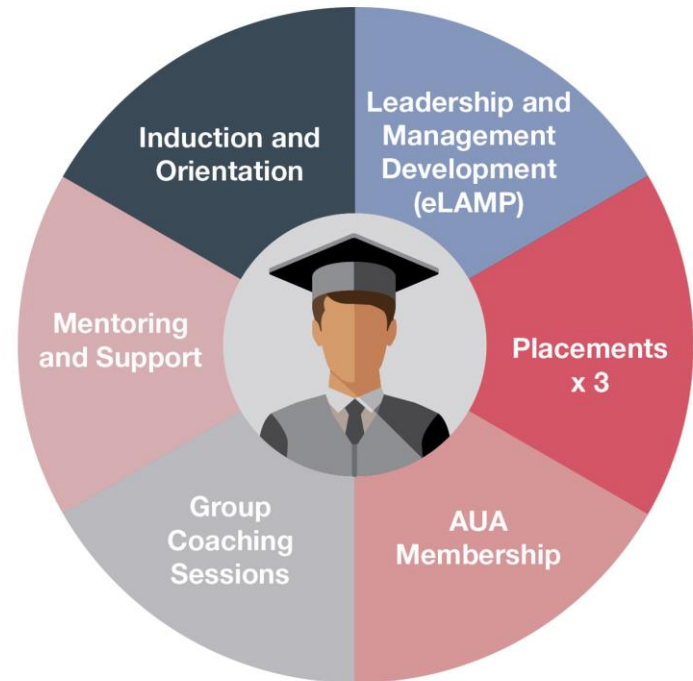 Induction and
Orientation
Leadership and
Management
Development
(eLAMP)
Placements
x 3
AUA
Membership
Group
Coaching
Sessions
Mentoring
and Support